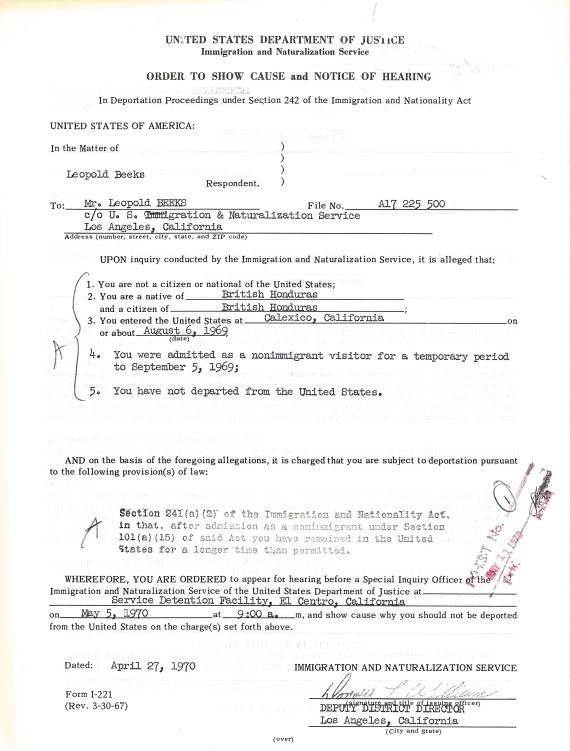 UNITED STATES DEPARTMENT OF JUSTICE
Immigration and Naturalization Service
ORDER TO SHOW CAUSE and NOTICE OF HEARING
In Deportation Proceedings under Section 242 of the Immigration and Nationality Act
UNITED STATES OF AMERICA:
In the Matter of )
)
)
Leopold Beeks )
Respondent. )
To: Mr. Leopold BEEKS File No. A17 225 500
c/o U. S. Immigration & Naturalization Service
Los Angeles, California
Address (number, street, city, state, and ZIP code)
UPON inquiry conducted by the Immigration and Naturalization Service, it is alleged that:
1. You are not a citizen or national of the United States;
2. You are a native of British Honduras
and a citizen of British Honduras ;
3. You entered the United States at Calexico, California on
or about August 6, 1969
(date)
A
4. You were admitted as a nonimmigrant visitor for a temporary period
to September 5, 1969;
5. You have not departed from the United States.
AND on the basis of the foregoing allegations, it is charged that you are subject to deportation pursuant
to the following provision(s) of law:
A
Section 241(a)(2) of the Immigration and Nationality Act,
in that, after admission as a nonimmigrant under Section
101(a)(15) of said Act you have remained in the United
States for a longer time than permitted.
WHEREFORE, YOU ARE ORDERED to appear for hearing before a Special Inquiry Officer of the
Immigration and Naturalization Service of the United States Department of Justice at
Service Detention Facility, El Centro, California
on May 5, 1970 at 9:00 a. m, and show cause why you should not be deported
from the United States on the charge(s) set forth above.
Dated: April 27, 1970
IMMIGRATION AND NATURALIZATION SERVICE
Form I-221
(Rev. 3-30-67)
(signature and title of issuing officer)
DEPUTY DISTRICT DIRECTOR
Los Angeles, California
(City and State)
(over)